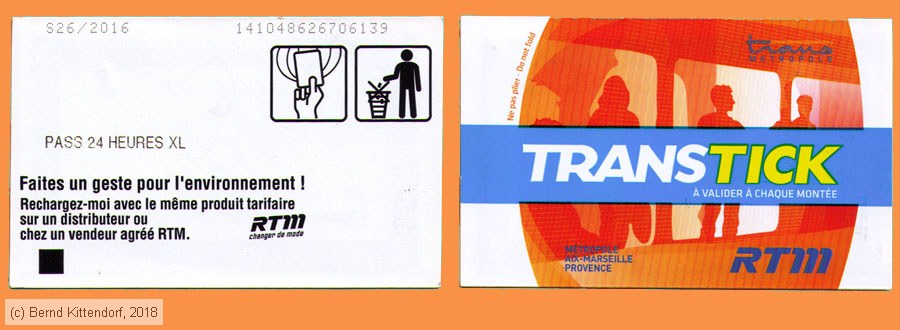 S26/2016 141048626706139
PASS 24 HEURES XL
Faites un geste pour l'environnement !
Rechargez-moi avec le même produit tarifaire
sur un distributeur ou
chez un vendeur agréé RTM.
RTM
changer de mode
Ne pas plier - Do not fold
trans
METROPOLE
TRANSTICK
À VALIDER À CHAQUE MONTÉE
METROPOLE
AIX-MARSEILLE
PROVENCE
RTM
(c) Bernd Kittendorf, 2018